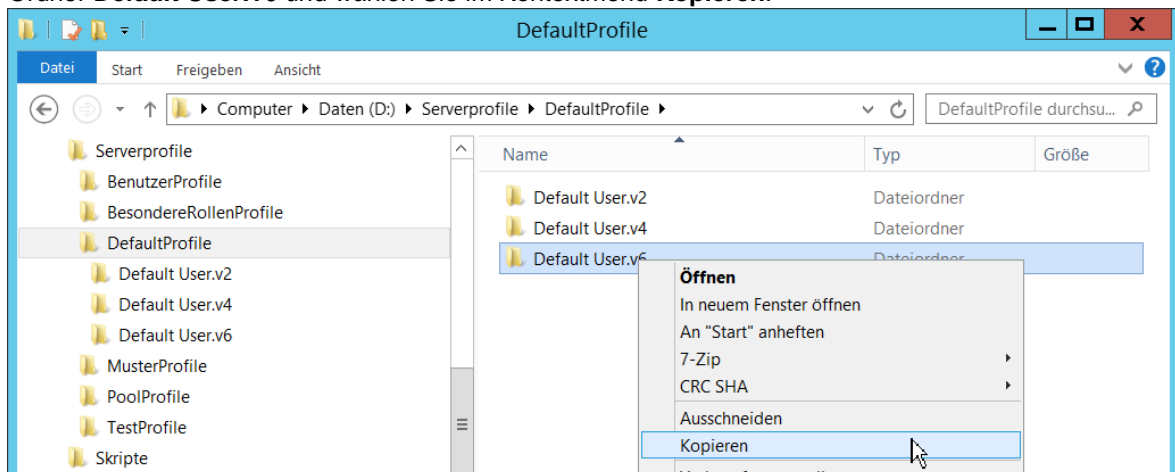 DefaultProfile
Datei Start Freigeben Ansicht
Computer Daten (D:) Serverprofile DefaultProfile
DefaultProfile durchsu...
Serverprofile
BenutzerProfile
BesondereRollenProfile
DefaultProfile
Default User.v2
Default User.v4
Default User.v6
MusterProfile
PoolProfile
TestProfile
Skripte
Name Typ Größe
Default User.v2 Dateiordner
Default User.v4 Dateiordner
Default User.v6 Dateiordner
Öffnen
In neuem Fenster öffnen
An "Start" anheften
7-Zip
CRC SHA
Ausschneiden
Kopieren